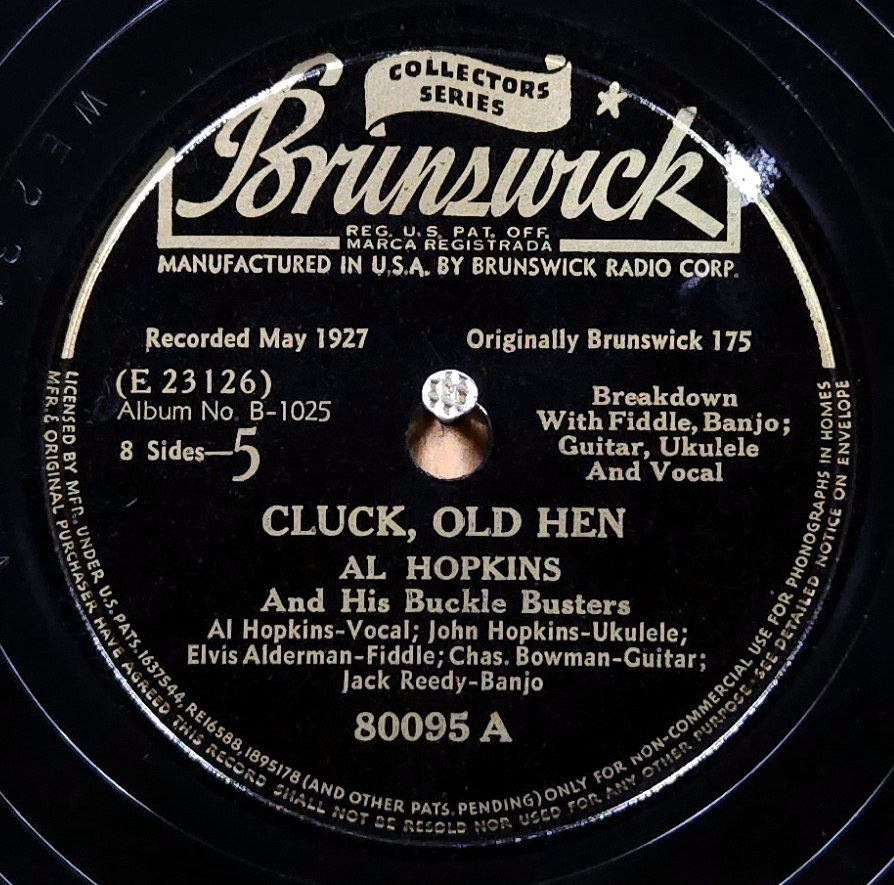 COLLECTORS
SERIES
Brunswick
REG. U.S. PAT. OFF.
MARCA REGISTRADA
MANUFACTURED IN U.S.A. BY BRUNSWICK RADIO CORP.
Recorded May 1927
Originally Brunswick 175
(E 23126)
Album No. B-1025
8 Sides—5
Breakdown
With Fiddle, Banjo;
Guitar, Ukulele
And Vocal
CLUCK, OLD HEN
AL HOPKINS
And His Buckle Busters
Al Hopkins-Vocal; John Hopkins-Ukulele;
Elvis Alderman-Fiddle; Chas. Bowman-Guitar;
Jack Reedy-Banjo
80095 A
LICENSED BY MFR. UNDER U.S. PATS. 1637544, RE16588, 1895178 (AND OTHER PATS. PENDING) ONLY FOR NON-COMMERCIAL USE FOR PHONOGRAPHS IN HOMES
MFR. & ORIGINAL PURCHASER HAVE AGREED THIS RECORD SHALL NOT BE RESOLD NOR USED FOR ANY OTHER PURPOSE-SEE DETAILED NOTICE ON ENVELOPE